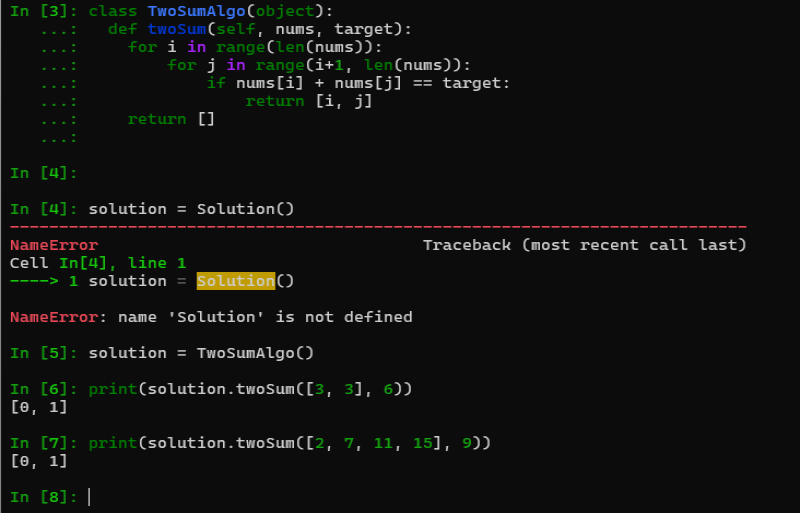 In [3]: class TwoSumAlgo(object):
   ...:   def twoSum(self, nums, target):
   ...:     for i in range(len(nums)):
   ...:         for j in range(i+1, len(nums)):
   ...:             if nums[i] + nums[j] == target:
   ...:                 return [i, j]
   ...:     return []
   ...:
In [4]:
In [4]: solution = Solution()
---------------------------------------------------------------------------
NameError                                 Traceback (most recent call last)
Cell In[4], line 1
----> 1 solution = Solution()
NameError: name 'Solution' is not defined
In [5]: solution = TwoSumAlgo()
In [6]: print(solution.twoSum([3, 3], 6))
[0, 1]
In [7]: print(solution.twoSum([2, 7, 11, 15], 9))
[0, 1]
In [8]: